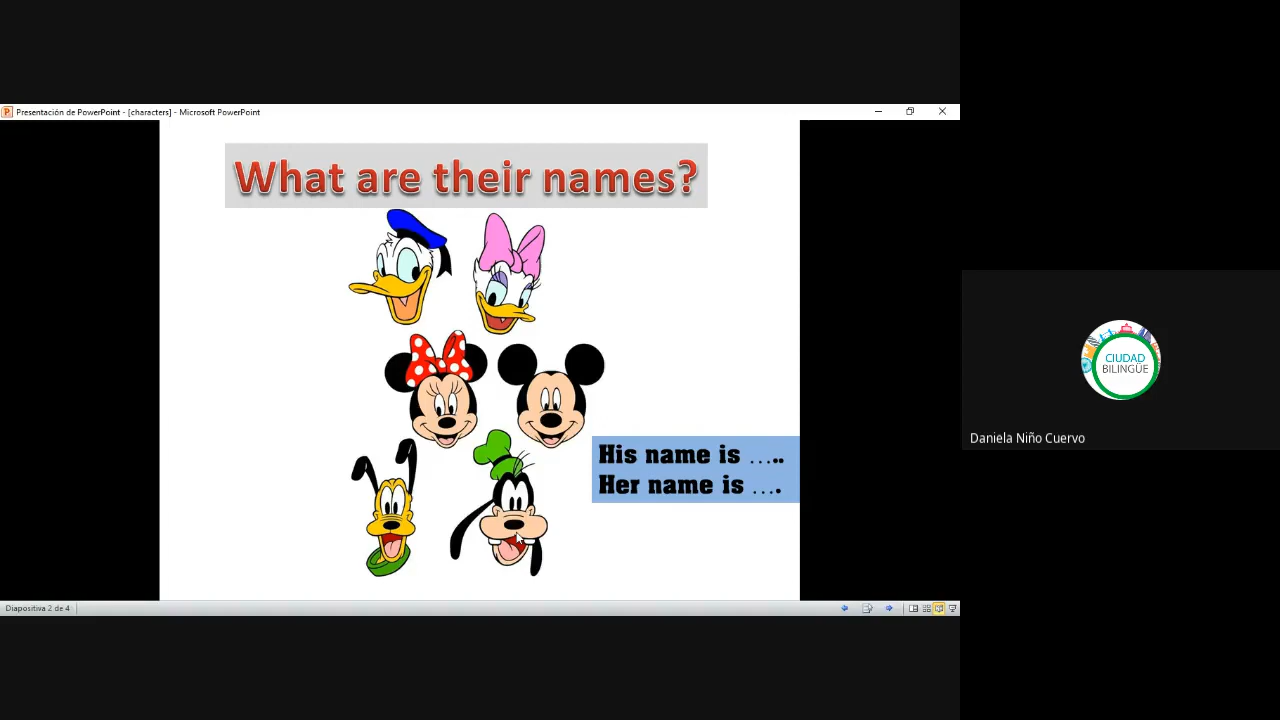 Presentación de PowerPoint - [characters] - Microsoft PowerPoint
What are their names?
His name is .....
Her name is ....
CIUDAD
BILINGÜE
Daniela Niño Cuervo
Diapositiva 2 de 4